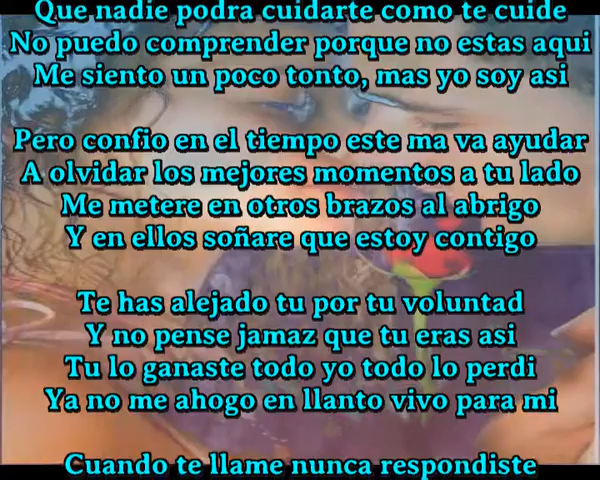 Que nadie podra cuidarte como te cuide
No puedo comprender porque no estas aqui
Me siento un poco tonto, mas yo soy asi
Pero confio en el tiempo este ma va ayudar
A olvidar los mejores momentos a tu lado
Me metere en otros brazos al abrigo
Y en ellos soñare que estoy contigo
Te has alejado tu por tu voluntad
Y no pense jamaz que tu eras asi
Tu lo ganaste todo yo todo lo perdi
Ya no me ahogo en llanto vivo para mi
Cuando te llame nunca respondiste